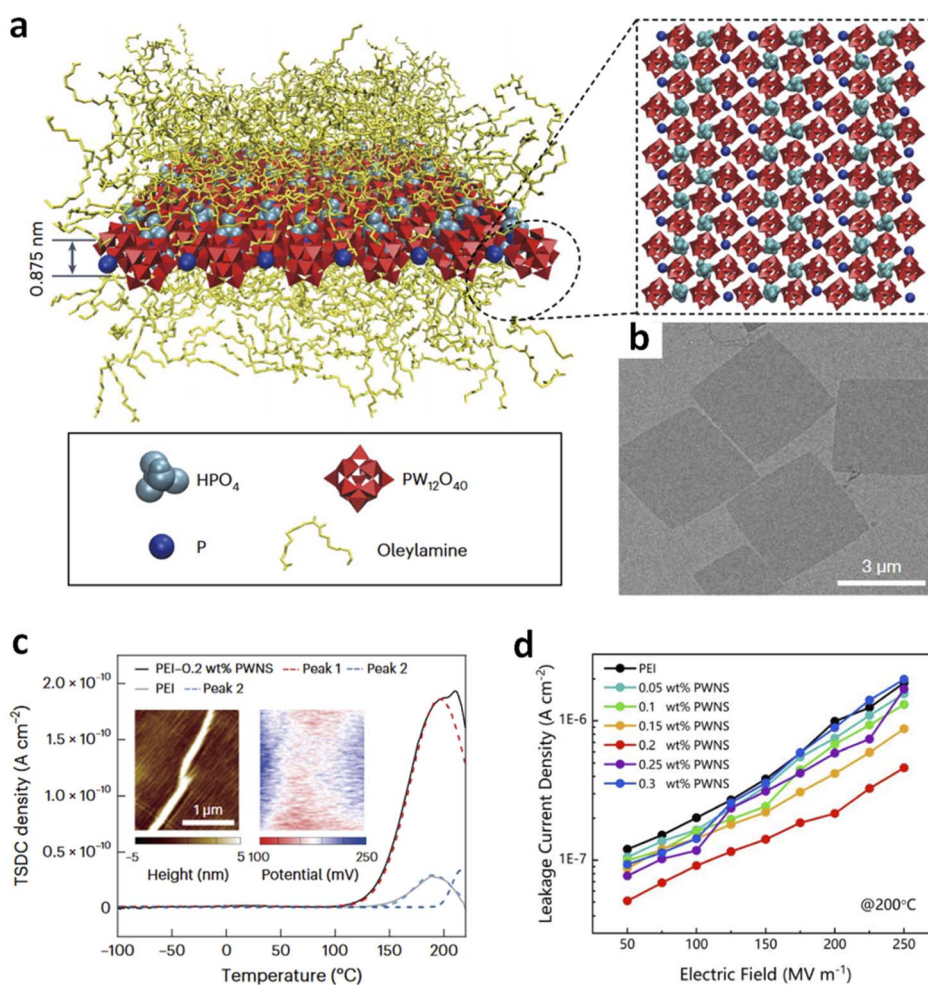 a
0.875 nm
HPO4
PW12O40
P
Oleylamine
b
3 µm
c
PEI–0.2 wt% PWNS Peak 1 Peak 2
PEI Peak 2
2.0 × 10⁻¹⁰
1.5 × 10⁻¹⁰
1.0 × 10⁻¹⁰
0.5 × 10⁻¹⁰
0
TSDC density (A cm⁻²)
1 µm
–5 5 100 250
Height (nm) Potential (mV)
–100 –50 0 50 100 150 200
Temperature (°C)
d
PEI
0.05 wt% PWNS
0.1 wt% PWNS
0.15 wt% PWNS
0.2 wt% PWNS
0.25 wt% PWNS
0.3 wt% PWNS
1E-6
1E-7
Leakage Current Density (A cm⁻²)
@200°C
50 100 150 200 250
Electric Field (MV m⁻¹)